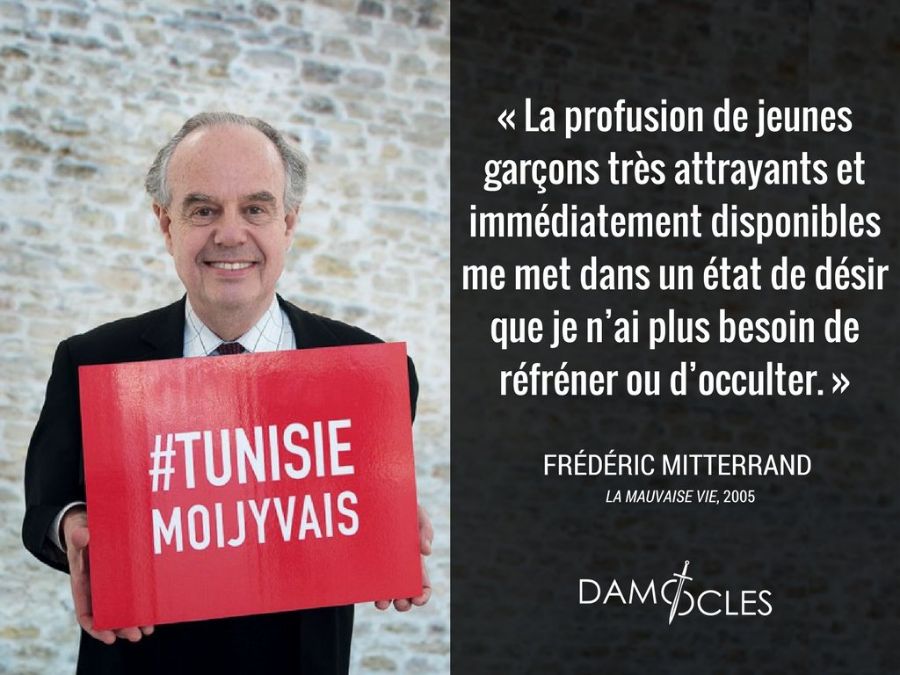 #TUNISIE
MOIJYVAIS
« La profusion de jeunes
garçons très attrayants et
immédiatement disponibles
me met dans un état de désir
que je n’ai plus besoin de
réfréner ou d’occulter. »
FRÉDÉRIC MITTERRAND
LA MAUVAISE VIE, 2005
DAMOCLES